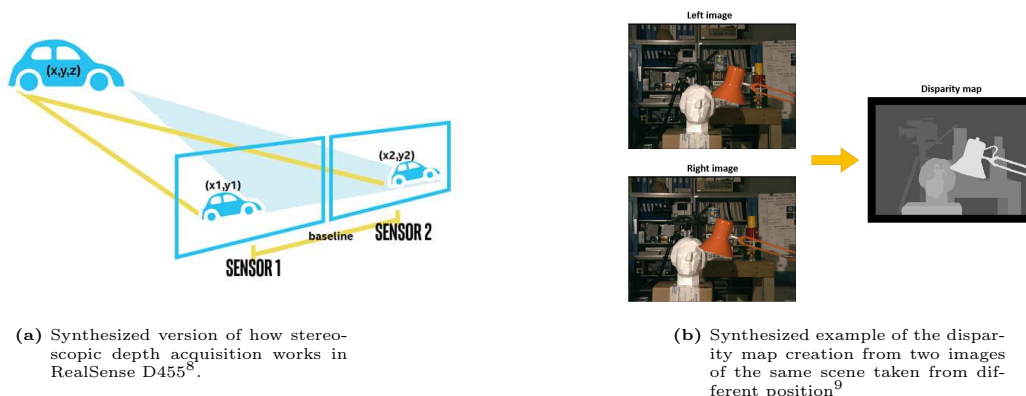 (x,y,z)
(x1,y1)
(x2,y2)
baseline
SENSOR 1
SENSOR 2
(a) Synthesized version of how stereo-
scopic depth acquisition works in
RealSense D455⁸.
Left image
Right image
Disparity map
(b) Synthesized example of the dispar-
ity map creation from two images
of the same scene taken from dif-
ferent position⁹